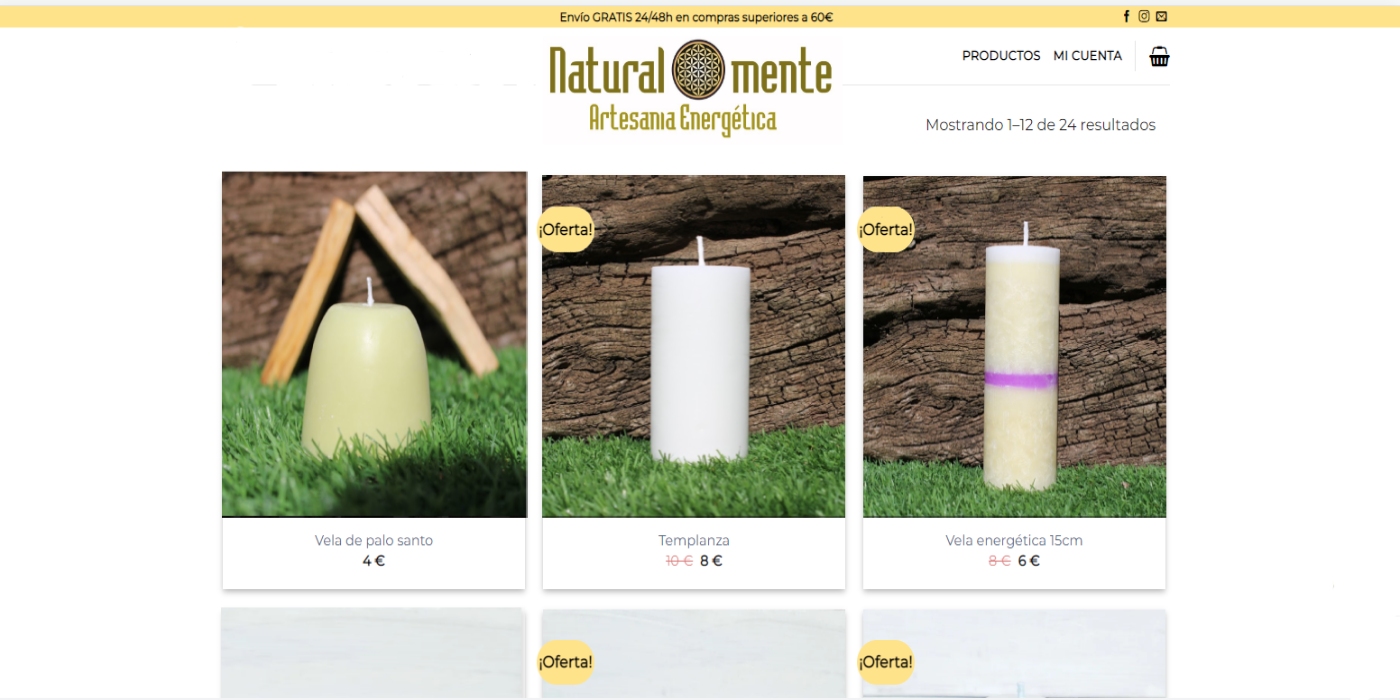 Envío GRATIS 24/48h en compras superiores a 60€
Natural mente
Artesanía Energética
PRODUCTOS MI CUENTA
Mostrando 1–12 de 24 resultados
¡Oferta!
¡Oferta!
Vela de palo santo
4 €
Templanza
10 € 8 €
Vela energética 15cm
8 € 6 €
¡Oferta!
¡Oferta!